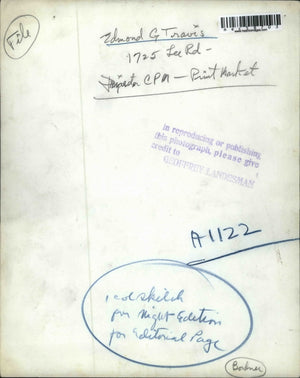 File
Edmond G Travis
1725 Lee Rd -
CPM - Print Market
in reproducing or publishing
this photograph, please give
credit to
GEOFFREY LANDESMAN
A-1122
1 col sketch
for Night Edition
for Editorial Page